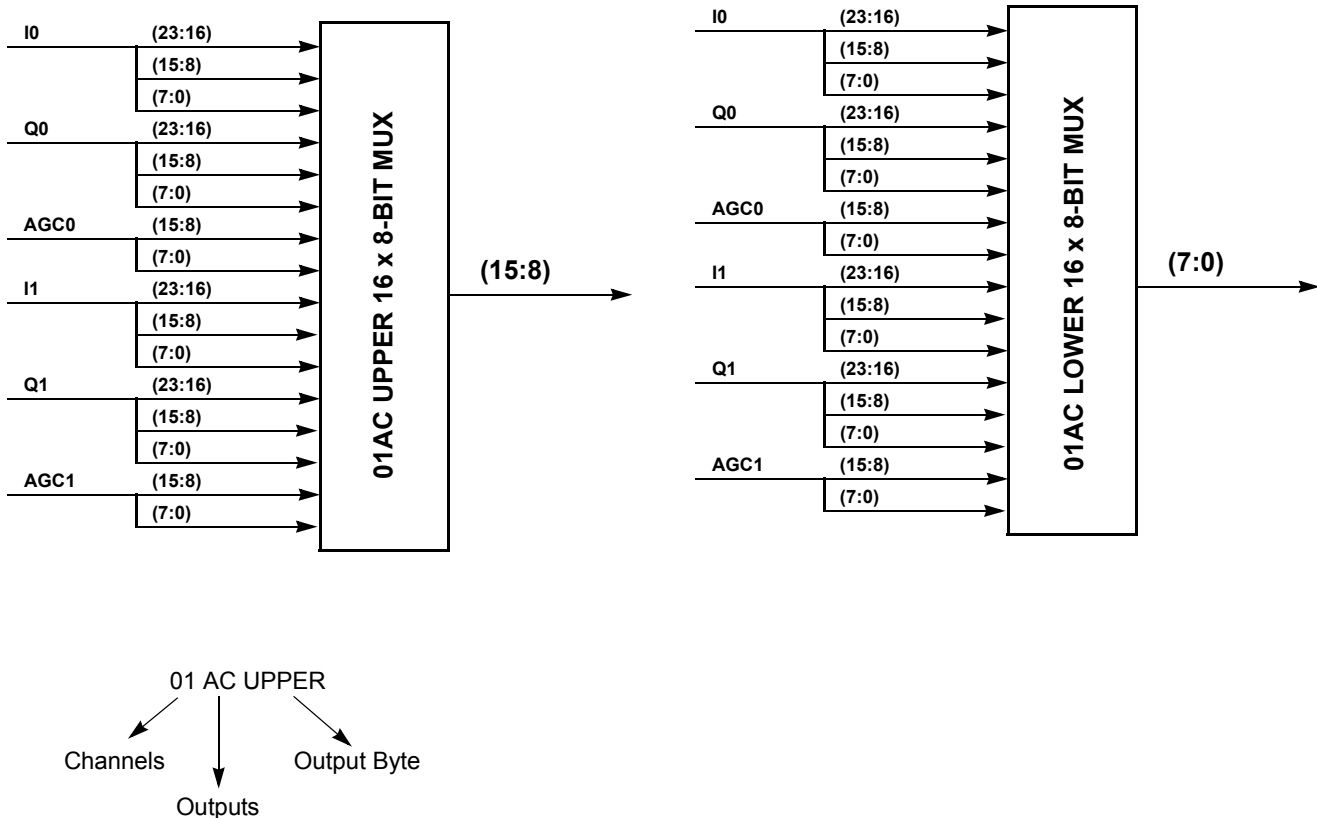 I0 (23:16)
(15:8)
(7:0)
Q0 (23:16)
(15:8)
(7:0)
AGC0 (15:8)
(7:0)
I1 (23:16)
(15:8)
(7:0)
Q1 (23:16)
(15:8)
(7:0)
AGC1 (15:8)
(7:0)
01AC UPPER 16 x 8-BIT MUX
(15:8)
I0 (23:16)
(15:8)
(7:0)
Q0 (23:16)
(15:8)
(7:0)
AGC0 (15:8)
(7:0)
I1 (23:16)
(15:8)
(7:0)
Q1 (23:16)
(15:8)
(7:0)
AGC1 (15:8)
(7:0)
01AC LOWER 16 x 8-BIT MUX
(7:0)
01 AC UPPER
Channels Output Byte
Outputs